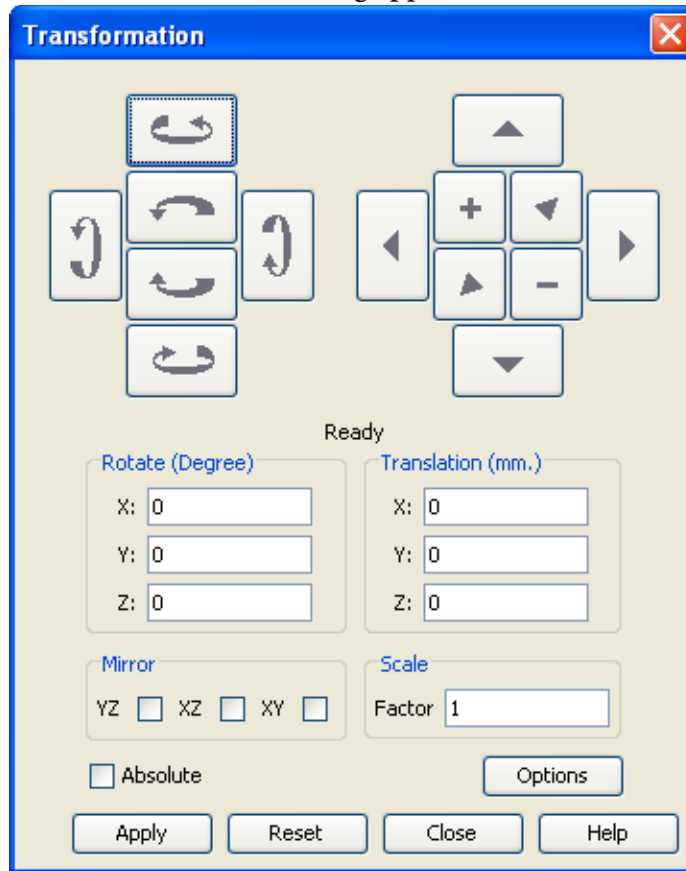 Transformation
Ready
Rotate (Degree)
Translation (mm.)
X: 0
X: 0
Y: 0
Y: 0
Z: 0
Z: 0
Mirror
Scale
YZ XZ XY
Factor 1
Absolute
Options
Apply
Reset
Close
Help